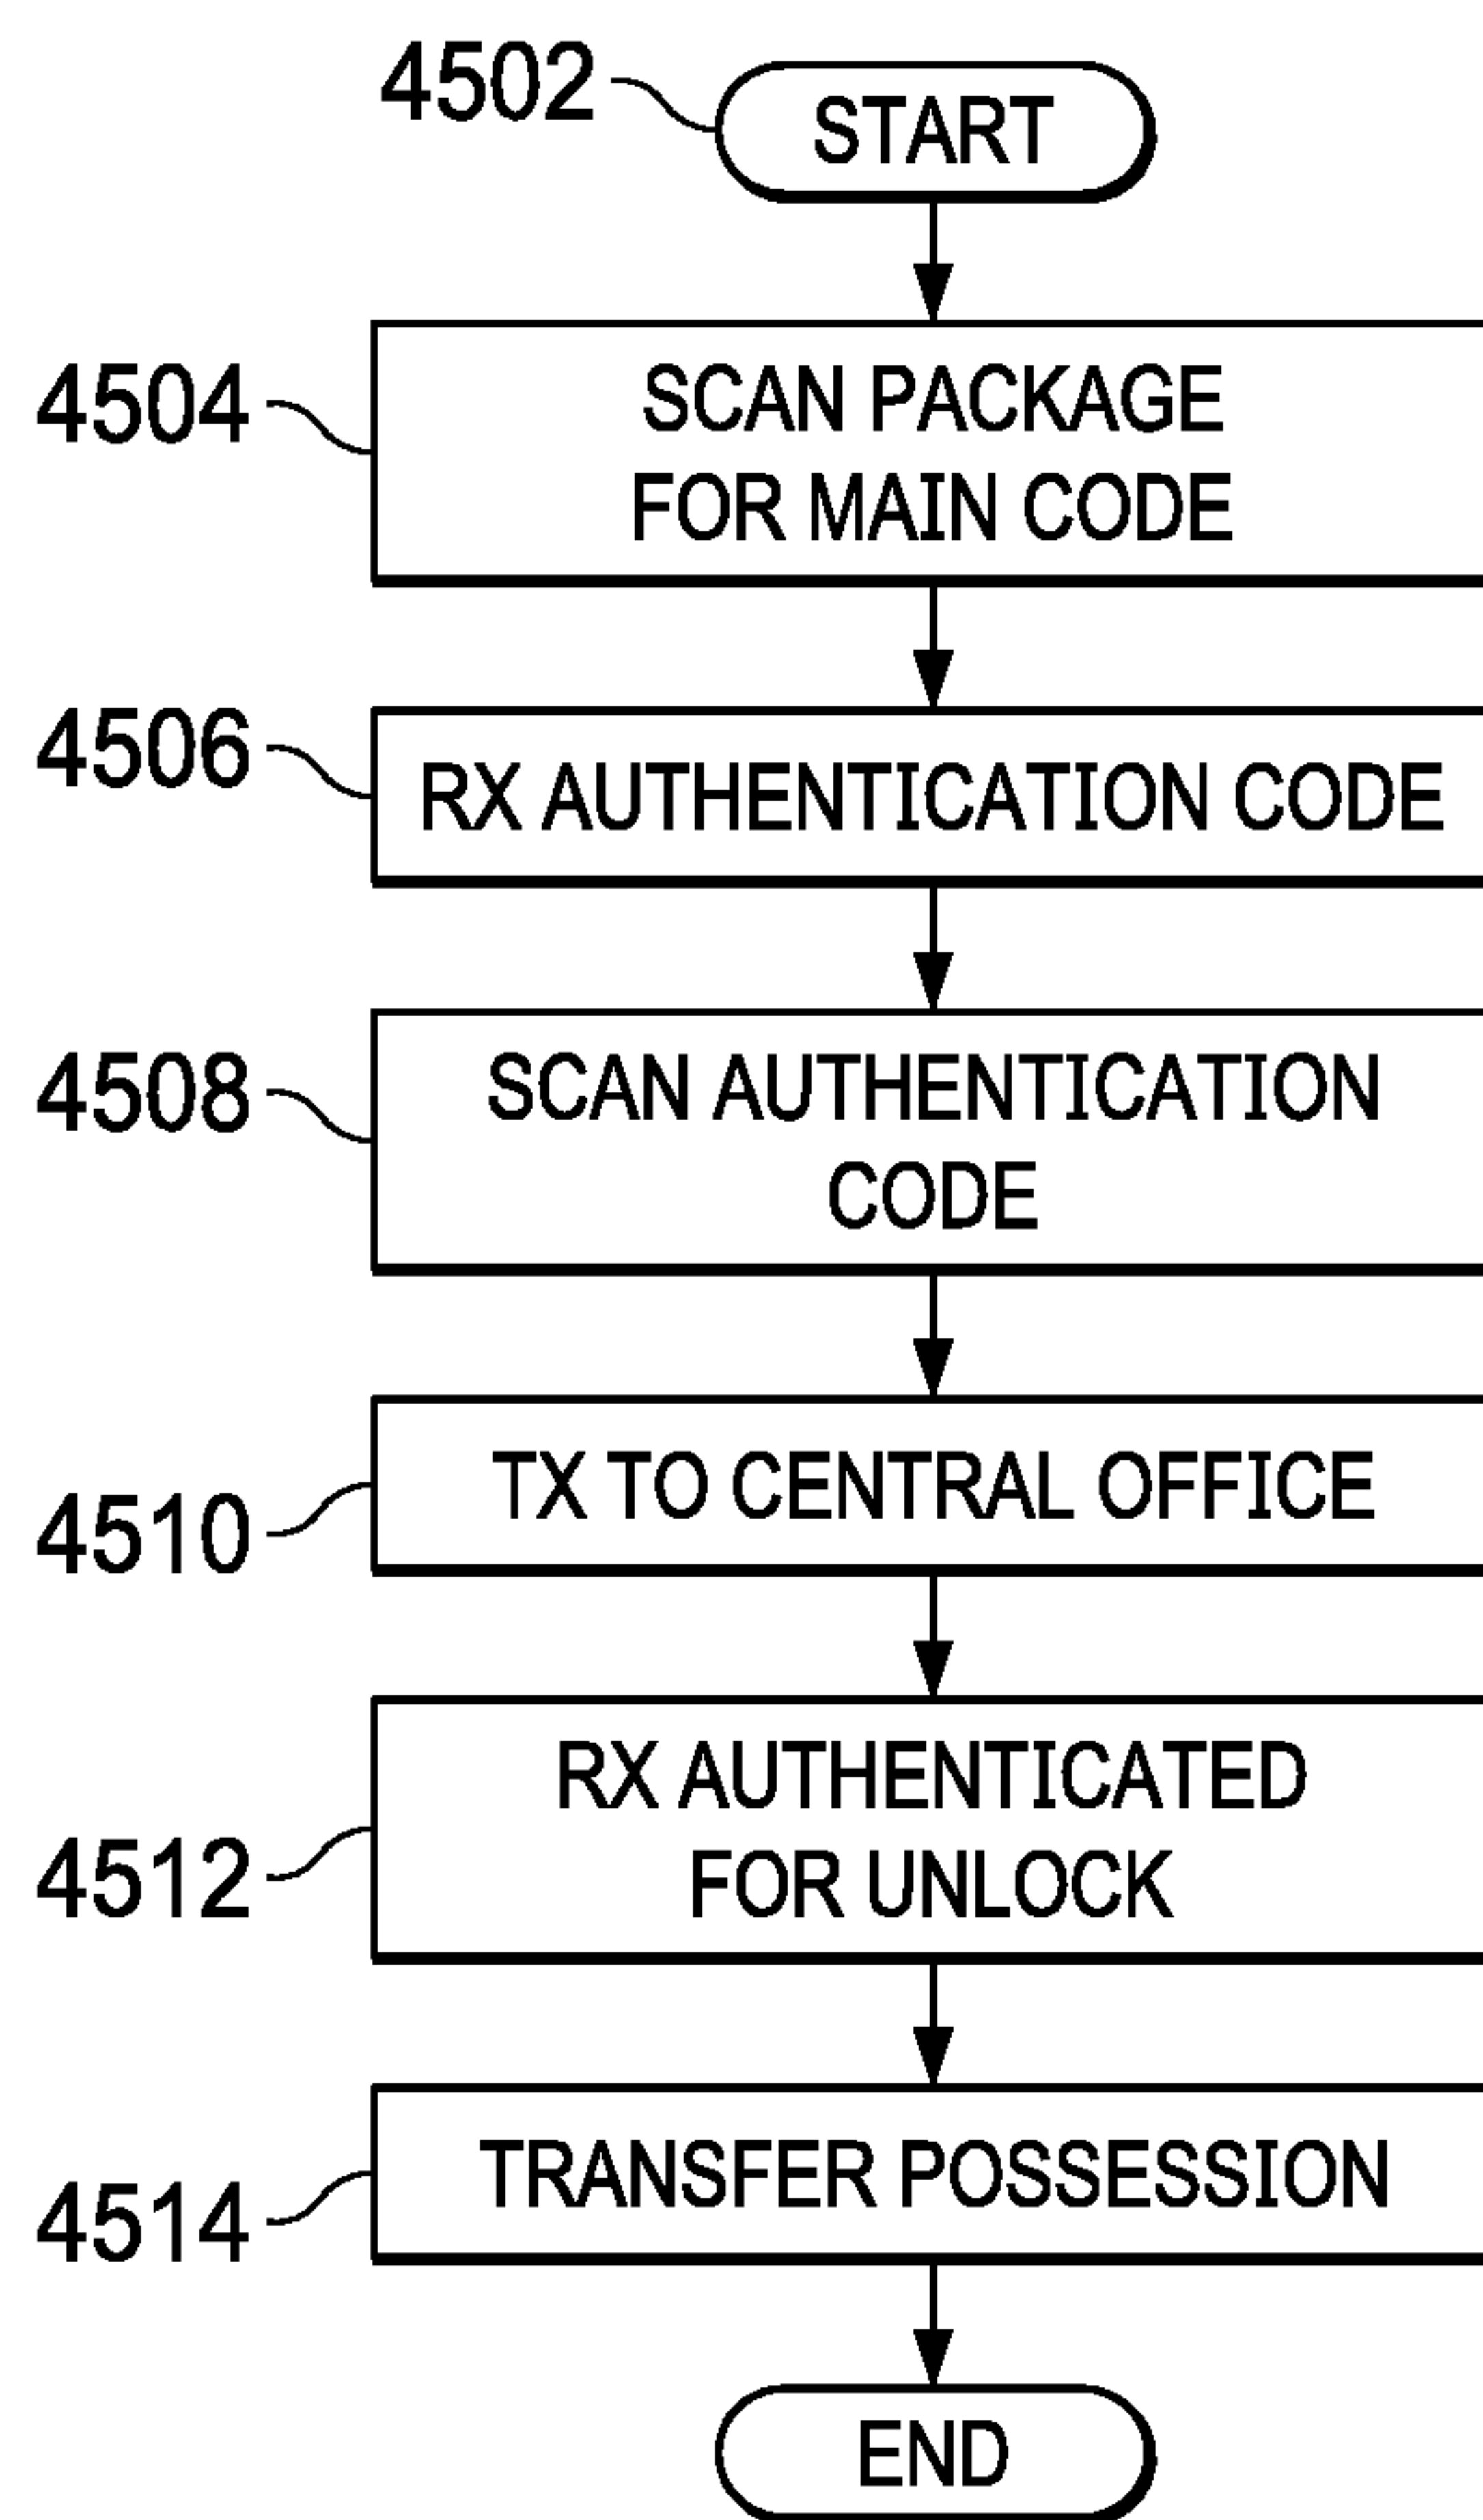 4502
START
4504
SCAN PACKAGE
FOR MAIN CODE
4506
RX AUTHENTICATION CODE
4508
SCAN AUTHENTICATION
CODE
4510
TX TO CENTRAL OFFICE
4512
RX AUTHENTICATED
FOR UNLOCK
4514
TRANSFER POSSESSION
END